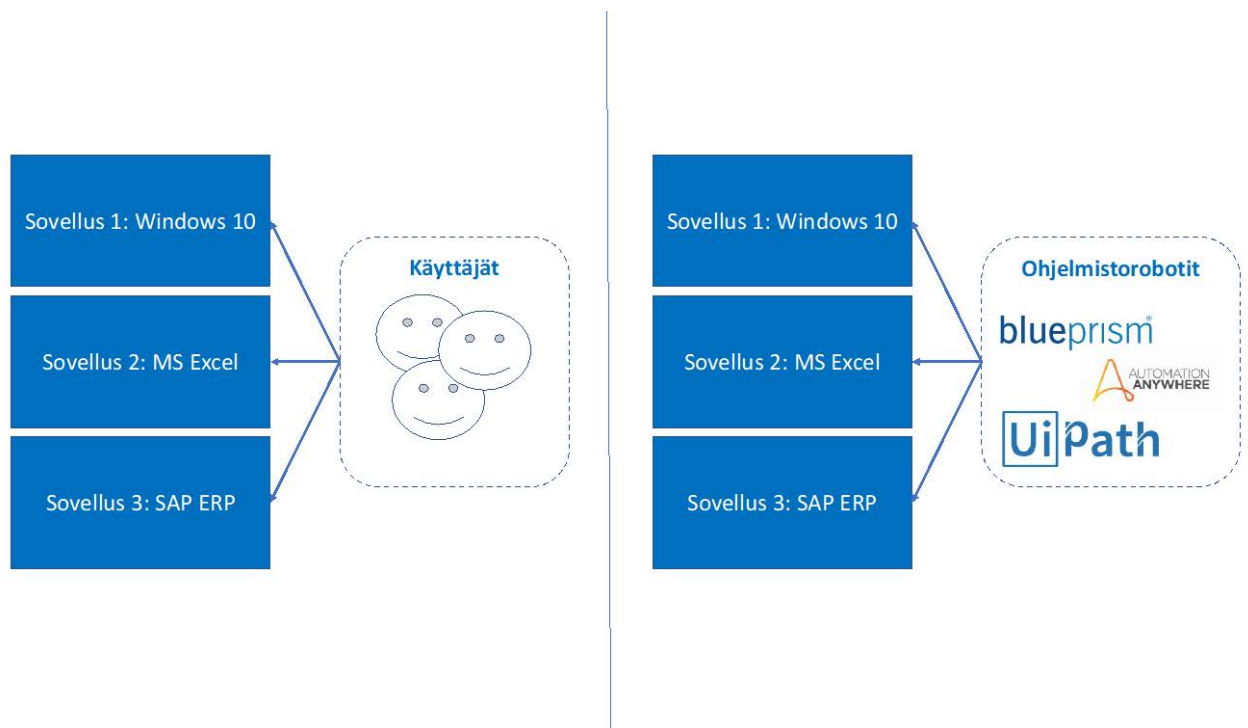 Sovellus 1: Windows 10
Sovellus 2: MS Excel
Sovellus 3: SAP ERP
Käyttäjät
Sovellus 1: Windows 10
Sovellus 2: MS Excel
Sovellus 3: SAP ERP
Ohjelmistorobotit
blueprism®
AUTOMATION
ANYWHERE
UiPath